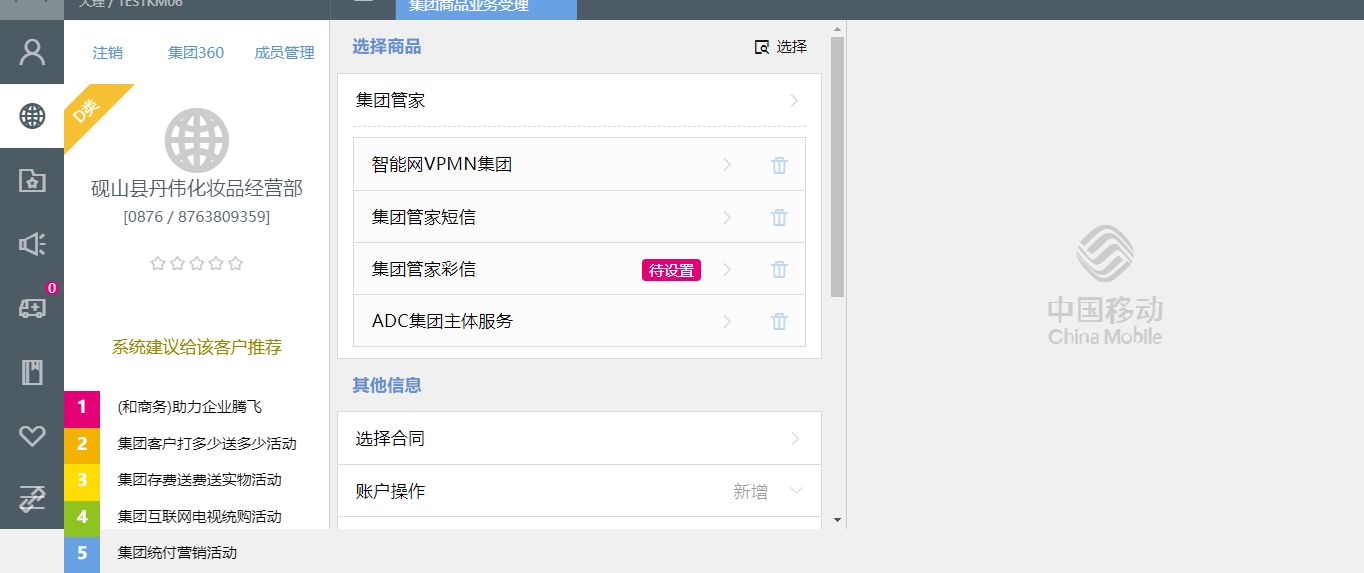 大理 / TESTKM06
集团商品业务受理
注销 集团360 成员管理
D类
砚山县丹伟化妆品经营部
[0876 / 8763809359]
0
系统建议给该客户推荐
1 (和商务)助力企业腾飞
2 集团客户打多少送多少活动
3 集团存费送费送实物活动
4 集团互联网电视统购活动
5 集团统付营销活动
选择商品 选择
集团管家
智能网VPMN集团
集团管家短信
集团管家彩信 待设置
ADC集团主体服务
其他信息
选择合同
账户操作 新增
中国移动
China Mobile